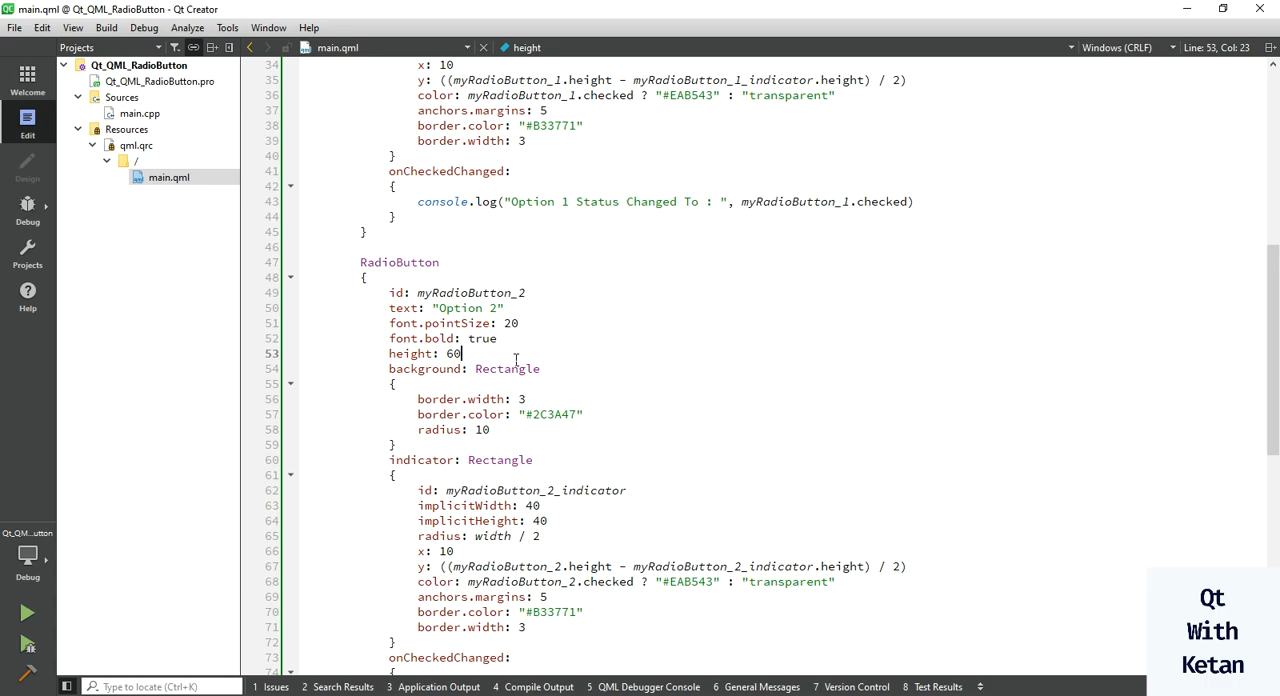 main.qml @ Qt_QML_RadioButton - Qt Creator
File Edit View Build Debug Analyze Tools Window Help
Projects main.qml height Windows (CRLF) Line: 53, Col: 23
Welcome
Edit
Design
Debug
Projects
Help
Qt_QM...utton
Debug
Qt_QML_RadioButton
Qt_QML_RadioButton.pro
Sources
main.cpp
Resources
qml.qrc
/
main.qml
34 x: 10
35 y: ((myRadioButton_1.height - myRadioButton_1_indicator.height) / 2)
36 color: myRadioButton_1.checked ? "#EAB543" : "transparent"
37 anchors.margins: 5
38 border.color: "#B33771"
39 border.width: 3
40 }
41 onCheckedChanged:
42 {
43 console.log("Option 1 Status Changed To : ", myRadioButton_1.checked)
44 }
45 }
46
47 RadioButton
48 {
49 id: myRadioButton_2
50 text: "Option 2"
51 font.pointSize: 20
52 font.bold: true
53 height: 60
54 background: Rectangle
55 {
56 border.width: 3
57 border.color: "#2C3A47"
58 radius: 10
59 }
60 indicator: Rectangle
61 {
62 id: myRadioButton_2_indicator
63 implicitWidth: 40
64 implicitHeight: 40
65 radius: width / 2
66 x: 10
67 y: ((myRadioButton_2.height - myRadioButton_2_indicator.height) / 2)
68 color: myRadioButton_2.checked ? "#EAB543" : "transparent"
69 anchors.margins: 5
70 border.color: "#B33771"
71 border.width: 3
72 }
73 onCheckedChanged:
74 {
Qt
With
Ketan
Type to locate (Ctrl+K) 1 Issues 2 Search Results 3 Application Output 4 Compile Output 5 QML Debugger Console 6 General Messages 7 Version Control 8 Test Results